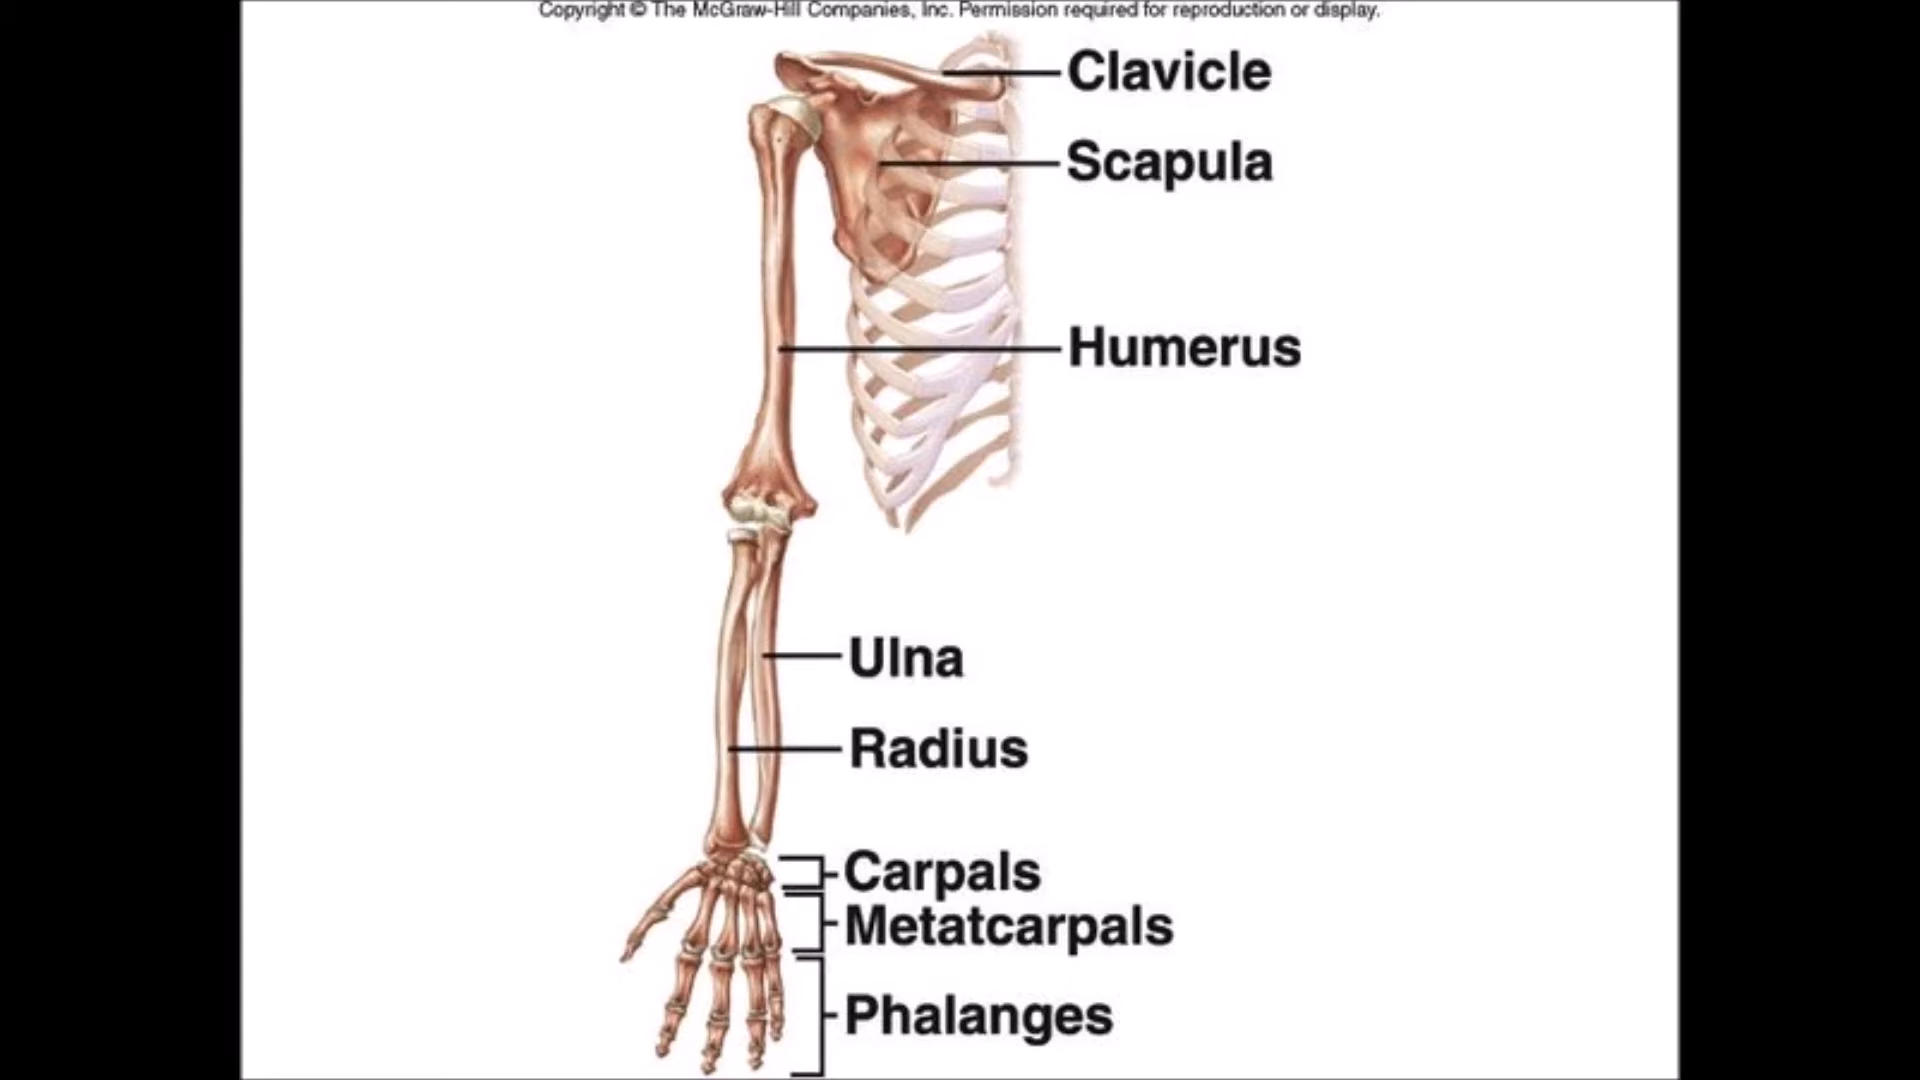 Copyright © The McGraw-Hill Companies, Inc. Permission required for reproduction or display.
Clavicle
Scapula
Humerus
Ulna
Radius
Carpals
Metatcarpals
Phalanges